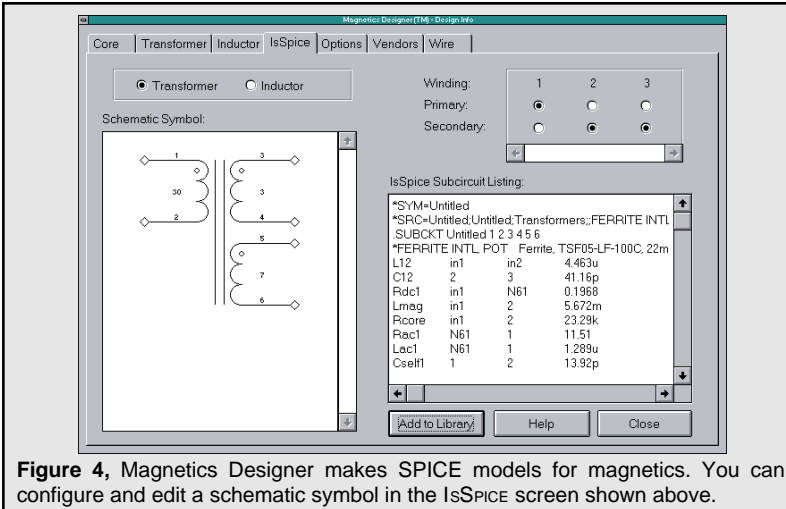 Magnetics Designer(TM) - Design Info
Core Transformer Inductor IsSpice Options Vendors Wire
Transformer Inductor
Winding: 1 2 3
Primary:
Secondary:
Schematic Symbol:
1
30
2
3
3
4
5
7
6
IsSpice Subcircuit Listing:
*SYM=Untitled
*SRC=Untitled;Untitled;Transformers;;FERRITE INTL
.SUBCKT Untitled 1 2 3 4 5 6
*FERRITE INTL, POT Ferrite, TSF05-LF-100C, 22m
L12 in1 in2 4.463u
C12 2 3 41.16p
Rdc1 in1 N61 0.1968
Lmag in1 2 5.672m
Rcore in1 2 23.29k
Rac1 N61 1 11.51
Lac1 N61 1 1.289u
Cself1 1 2 13.92p
Add to Library Help Close
Figure 4, Magnetics Designer makes SPICE models for magnetics. You can
configure and edit a schematic symbol in the IsSpice screen shown above.